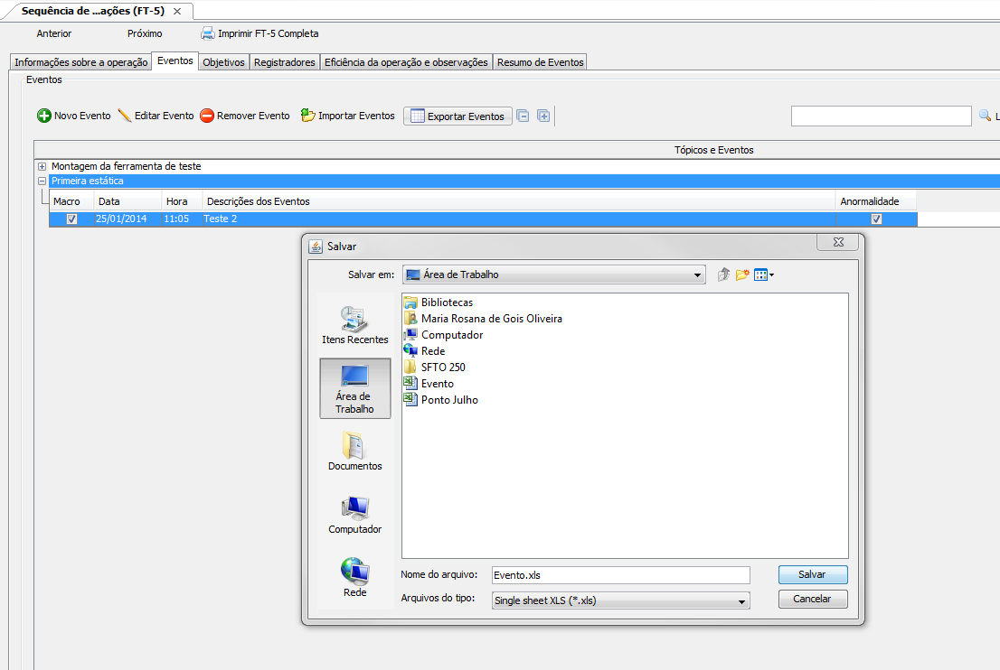 Sequência de ...ações (FT-5)
Anterior Próximo Imprimir FT-5 Completa
Informações sobre a operação Eventos Objetivos Registradores Eficiência da operação e observações Resumo de Eventos
Eventos
Novo Evento Editar Evento Remover Evento Importar Eventos Exportar Eventos L
Tópicos e Eventos
Montagem da ferramenta de teste
Primeira estática
Macro Data Hora Descrições dos Eventos Anormalidade
25/01/2014 11:05 Teste 2
Salvar
Salvar em: Área de Trabalho
Itens Recentes
Área de
Trabalho
Documentos
Computador
Rede
Bibliotecas
Maria Rosana de Gois Oliveira
Computador
Rede
SFTO 250
Evento
Ponto Julho
Nome do arquivo: Evento.xls Salvar
Arquivos do tipo: Single sheet XLS (*.xls) Cancelar